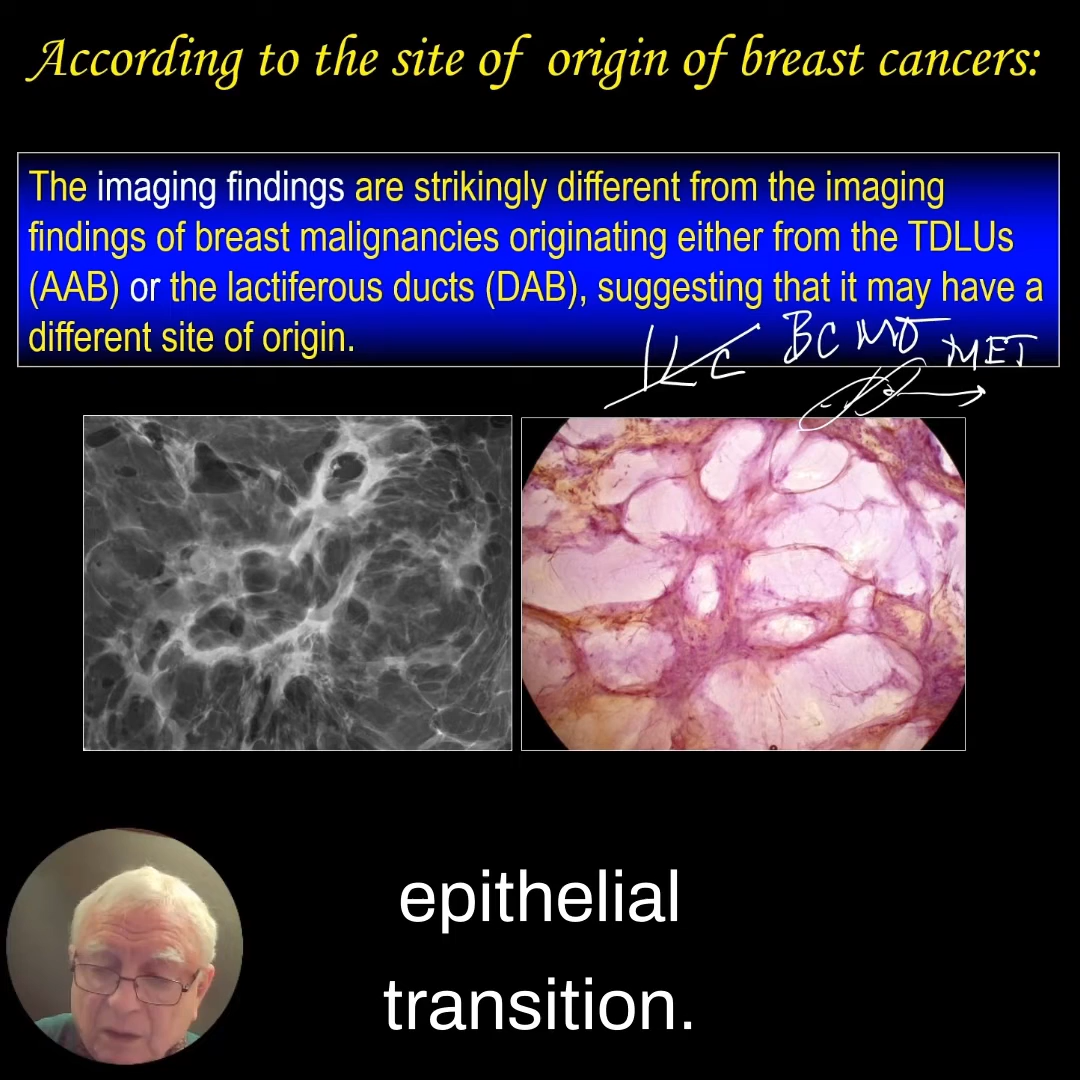 According to the site of origin of breast cancers:
The imaging findings are strikingly different from the imaging
findings of breast malignancies originating either from the TDLUs
(AAB) or the lactiferous ducts (DAB), suggesting that it may have a
different site of origin.
ILC BCMO MET
epithelial
transition.